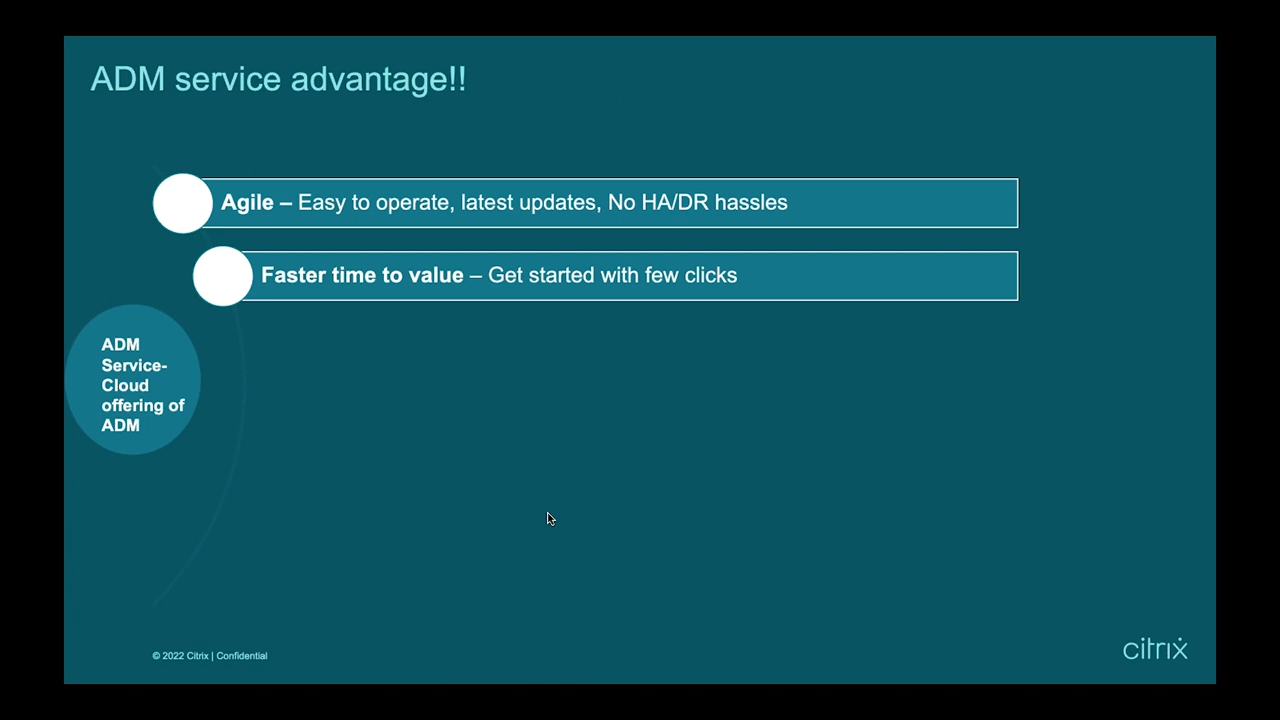 ADM service advantage!!
Agile – Easy to operate, latest updates, No HA/DR hassles
Faster time to value – Get started with few clicks
ADM
Service-
Cloud
offering of
ADM
© 2022 Citrix | Confidential
citrix